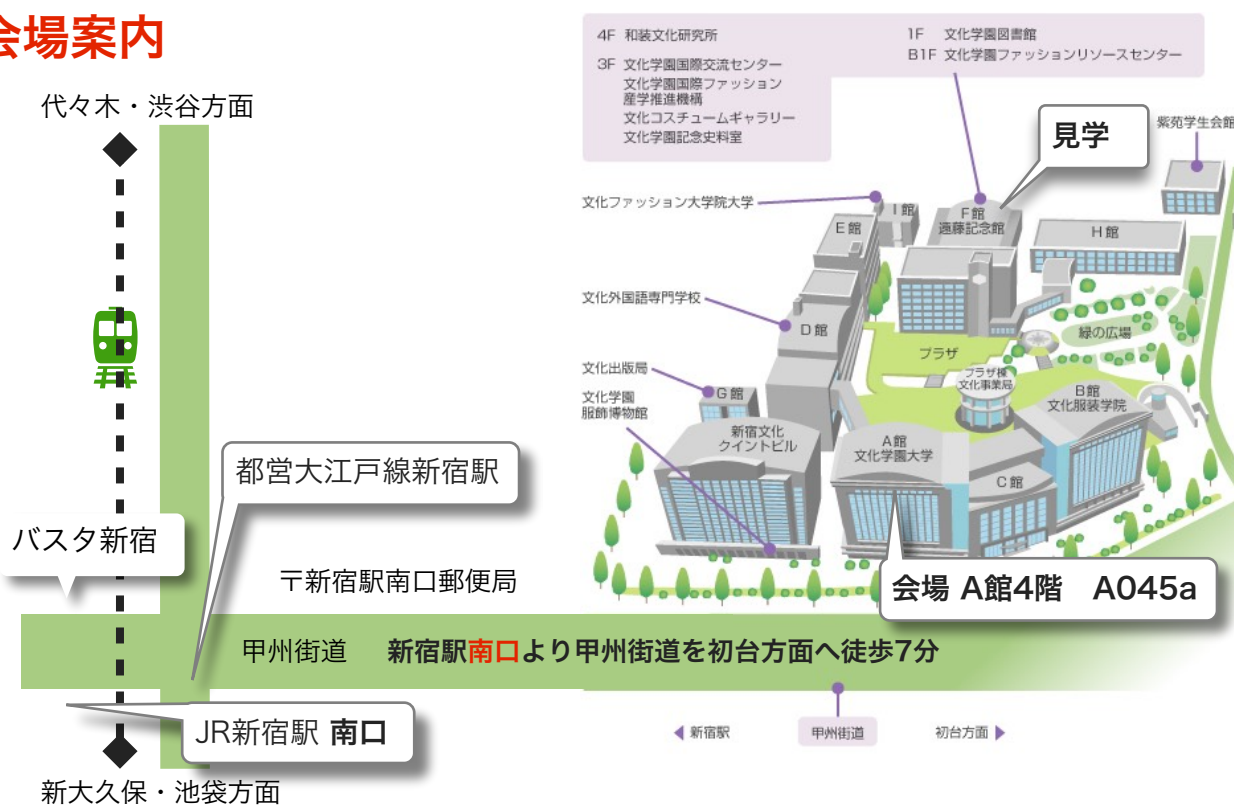 会場案内
代々木・渋谷方面
4F 和装文化研究所
3F 文化学園国際交流センター
文化学園国際ファッション
産学推進機構
文化コスチュームギャラリー
文化学園記念史料室
1F 文化学園図書館
B1F 文化学園ファッションリソースセンター
見学
紫苑学生会館
文化ファッション大学院大学
I 館
F 館
遠藤記念館
E 館
H 館
文化外国語専門学校
D 館
緑の広場
プラザ
文化出版局
プラザ棟
文化事業局
文化学園
服飾博物館
G 館
B 館
文化服装学院
新宿文化
クイントビル
A 館
文化学園大学
C 館
都営大江戸線新宿駅
バスタ新宿
〒新宿駅南口郵便局
会場 A館4階 A045a
甲州街道 新宿駅南口より甲州街道を初台方面へ徒歩7分
JR新宿駅 南口
新宿駅
甲州街道
初台方面
新大久保・池袋方面